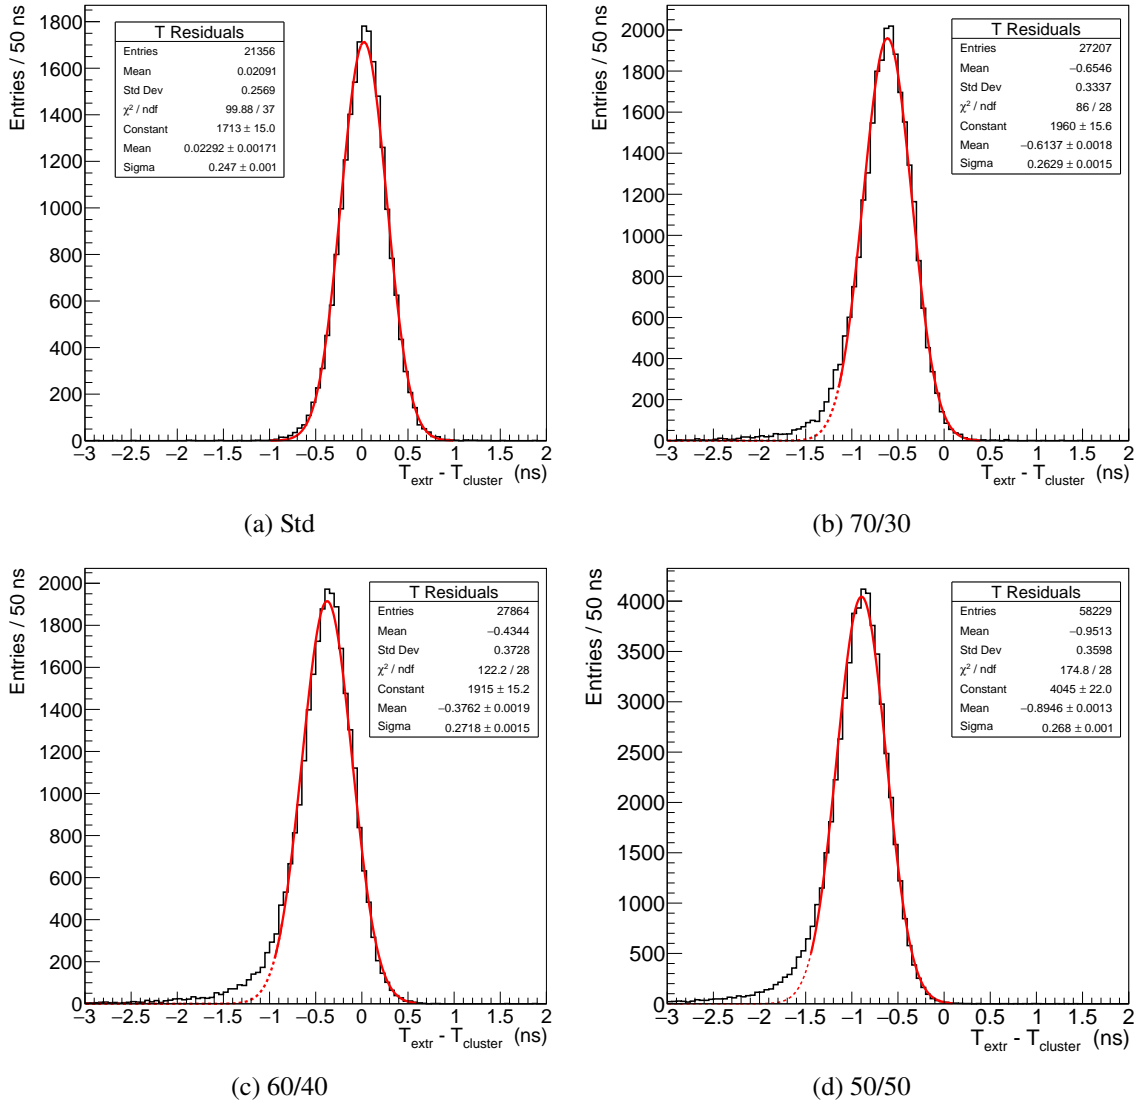 Entries / 50 ns
1800
1600
1400
1200
1000
800
600
400
200
0
−3 −2.5 −2 −1.5 −1 −0.5 0 0.5 1 1.5 2
T_extr - T_cluster (ns)
T Residuals
Entries 21356
Mean 0.02091
Std Dev 0.2569
χ² / ndf 99.88 / 37
Constant 1713 ± 15.0
Mean 0.02292 ± 0.00171
Sigma 0.247 ± 0.001
(a) Std
Entries / 50 ns
2000
1800
1600
1400
1200
1000
800
600
400
200
0
−3 −2.5 −2 −1.5 −1 −0.5 0 0.5 1 1.5 2
T_extr - T_cluster (ns)
T Residuals
Entries 27207
Mean −0.6546
Std Dev 0.3337
χ² / ndf 86 / 28
Constant 1960 ± 15.6
Mean −0.6137 ± 0.0018
Sigma 0.2629 ± 0.0015
(b) 70/30
Entries / 50 ns
2000
1800
1600
1400
1200
1000
800
600
400
200
0
−3 −2.5 −2 −1.5 −1 −0.5 0 0.5 1 1.5 2
T_extr - T_cluster (ns)
T Residuals
Entries 27864
Mean −0.4344
Std Dev 0.3728
χ² / ndf 122.2 / 28
Constant 1915 ± 15.2
Mean −0.3762 ± 0.0019
Sigma 0.2718 ± 0.0015
(c) 60/40
Entries / 50 ns
4000
3500
3000
2500
2000
1500
1000
500
0
−3 −2.5 −2 −1.5 −1 −0.5 0 0.5 1 1.5 2
T_extr - T_cluster (ns)
T Residuals
Entries 58229
Mean −0.9513
Std Dev 0.3598
χ² / ndf 174.8 / 28
Constant 4045 ± 22.0
Mean −0.8946 ± 0.0013
Sigma 0.268 ± 0.001
(d) 50/50